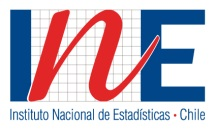 INE
Instituto Nacional de Estadísticas • Chile